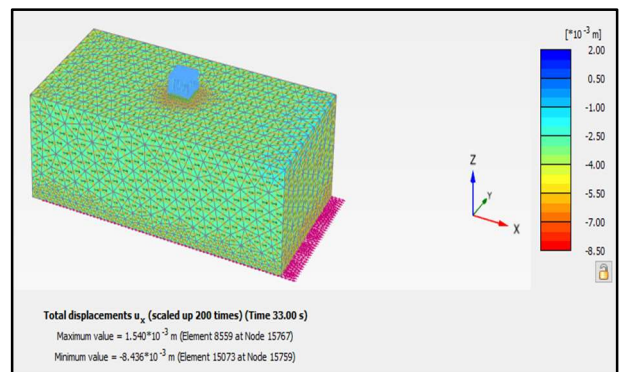 [*10 -3 m]
2.00
0.50
-1.00
-2.50
-4.00
-5.50
-7.00
-8.50
Z
Y
X
Total displacements ux (scaled up 200 times) (Time 33.00 s)
Maximum value = 1.540*10 -3 m (Element 8559 at Node 15767)
Minimum value = -8.436*10 -3 m (Element 15073 at Node 15759)